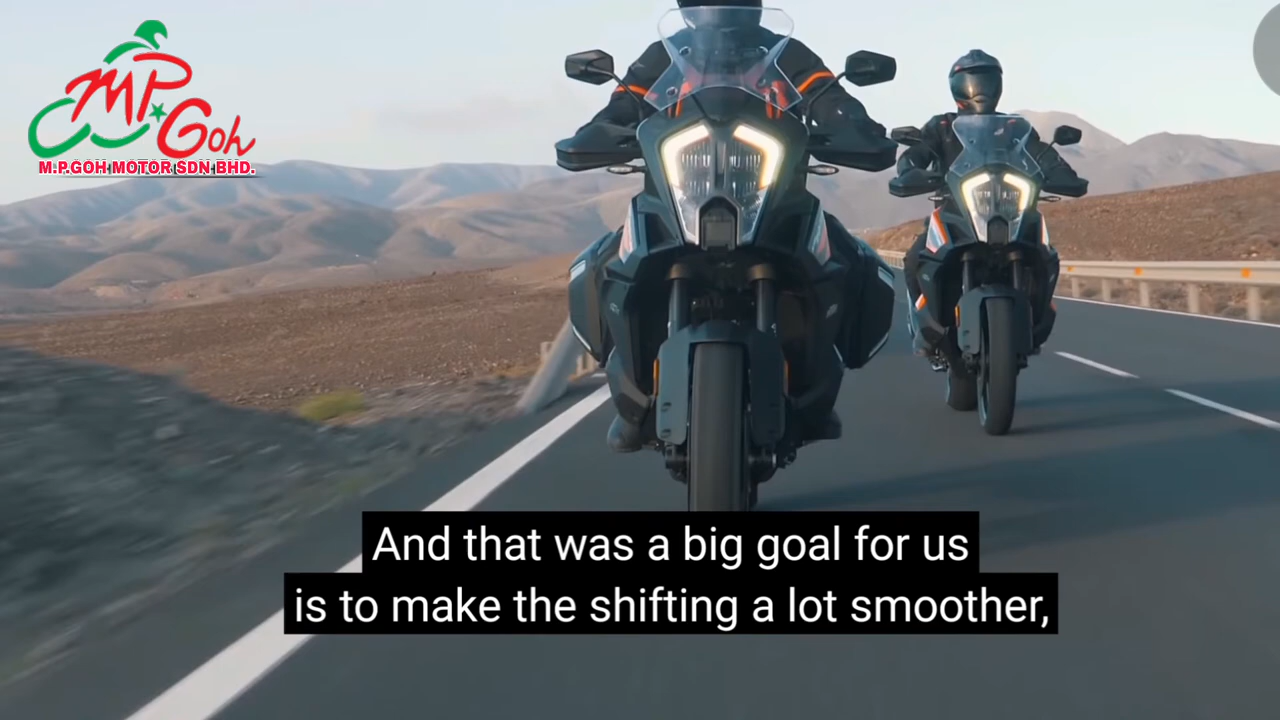 MP
Goh
M.P.GOH MOTOR SDN BHD.
And that was a big goal for us
is to make the shifting a lot smoother,